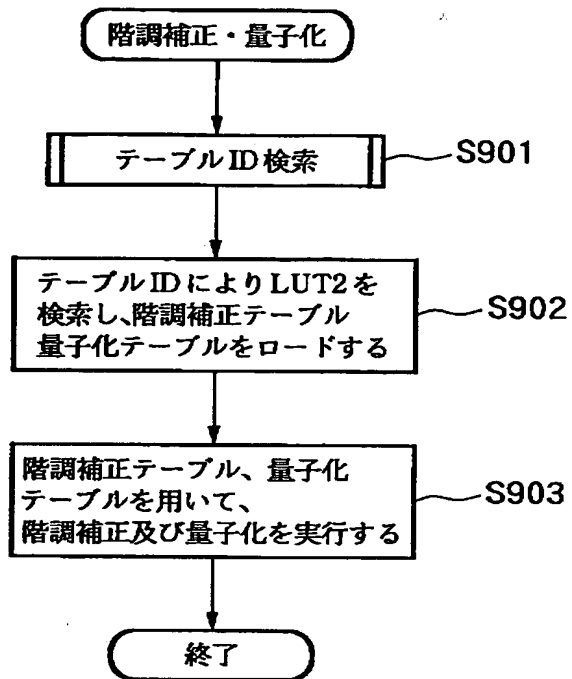 階調補正・量子化
テーブルID検索
S901
テーブルIDによりLUT2を
検索し、階調補正テーブル
量子化テーブルをロードする
S902
階調補正テーブル、量子化
テーブルを用いて、
階調補正及び量子化を実行する
S903
終了